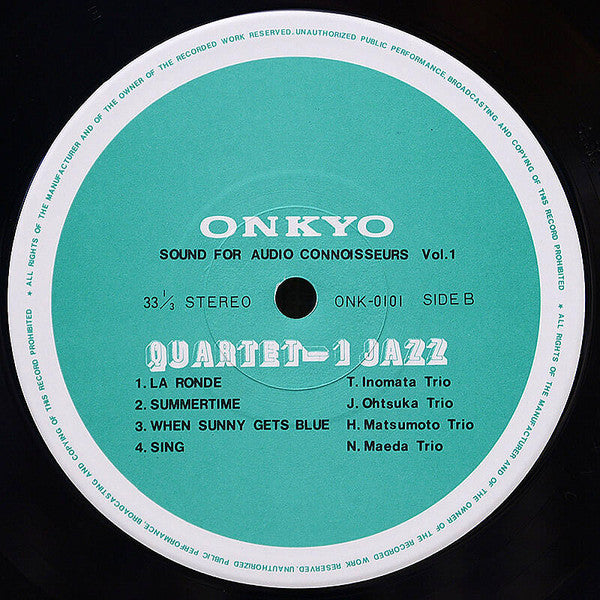 * ALL RIGHTS OF THE MANUFACTURER AND OF THE OWNER OF THE RECORDED WORK RESERVED. UNAUTHORIZED PUBLIC PERFORMANCE, BROADCASTING AND COPYING OF THIS RECORD PROHIBITED
* ALL RIGHTS OF THE MANUFACTURER AND OF THE OWNER OF THE RECORDED WORK RESERVED. UNAUTHORIZED PUBLIC PERFORMANCE, BROADCASTING AND COPYING OF THIS RECORD PROHIBITED
ONKYO
SOUND FOR AUDIO CONNOISSEURS Vol.1
33 1/3 STEREO ONK-0101 SIDE B
QUARTET-1 JAZZ
1. LA RONDE T. Inomata Trio
2. SUMMERTIME J. Ohtsuka Trio
3. WHEN SUNNY GETS BLUE H. Matsumoto Trio
4. SING N. Maeda Trio